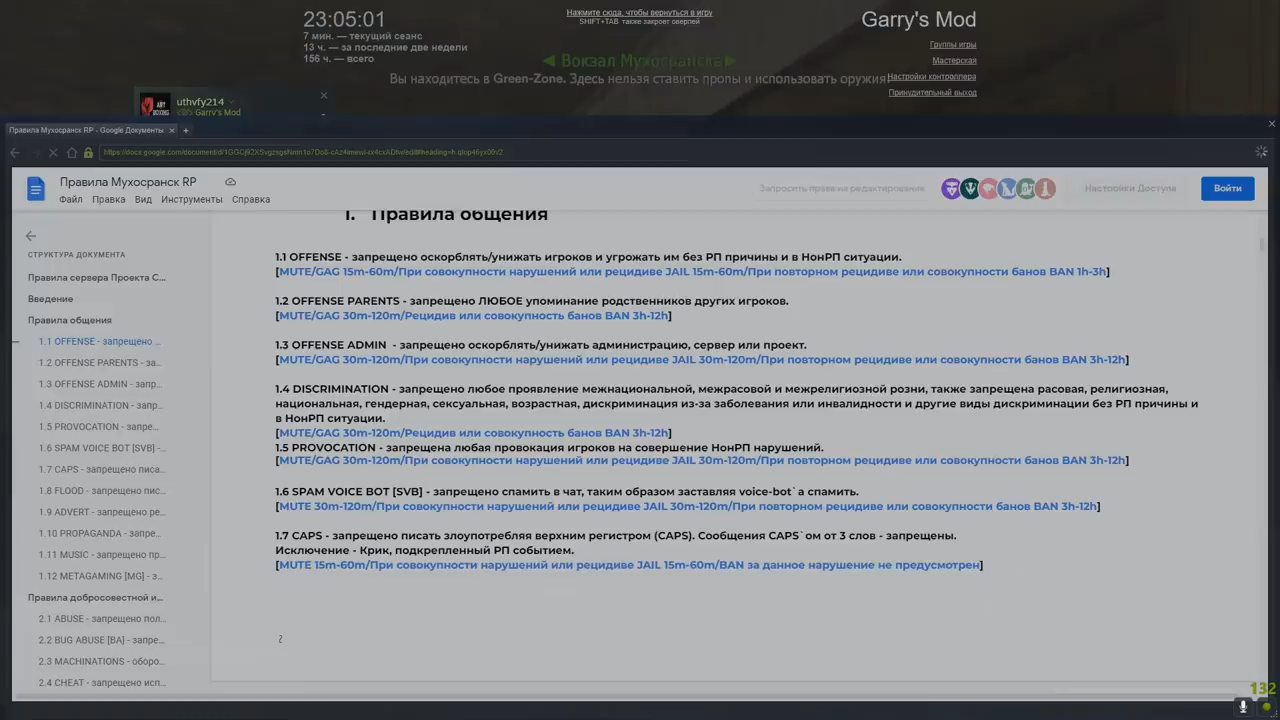 23:05:01
7 мин. — текущий сеанс
13 ч. — за последние две недели
156 ч. — всего
Нажмите сюда, чтобы вернуться в игру
SHIFT+TAB также закроет оверлей
Garry's Mod
Группы игры
Мастерская
Настройки контроллера
Принудительный выход
◄ Вокзал Мухосранска ►
Вы находитесь в Green-Zone. Здесь нельзя ставить пропы и использовать оружия
uthvfy214
Garry's Mod
Правила Мухосранск RP - Google Документы
Правила Мухосранск RP
Файл Правка Вид Инструменты Справка
Запросить права на редактирование
Настройки Доступа
Войти
СТРУКТУРА ДОКУМЕНТА
Правила сервера Проекта С...
Введение
Правила общения
1.1 OFFENSE - запрещено ...
1.2 OFFENSE PARENTS - за...
1.3 OFFENSE ADMIN - запр...
1.4 DISCRIMINATION - запр...
1.5 PROVOCATION - запре...
1.6 SPAM VOICE BOT [SVB] -...
1.7 CAPS - запрещено писа...
1.8 FLOOD - запрещено пис...
1.9 ADVERT - запрещено ре...
1.10 PROPAGANDA - запре...
1.11 MUSIC - запрещено пр...
1.12 METAGAMING [MG] - з...
Правила добросовестной и...
2.1 ABUSE - запрещено пол...
2.2 BUG ABUSE [BA] - запре...
2.3 MACHINATIONS - оборо...
2.4 CHEAT - запрещено исп...
1. Правила общения
1.1 OFFENSE - запрещено оскорблять/унижать игроков и угрожать им без РП причины и в НонРП ситуации.
[MUTE/GAG 15m-60m/При совокупности нарушений или рецидиве JAIL 15m-60m/При повторном рецидиве или совокупности банов BAN 1h-3h]
1.2 OFFENSE PARENTS - запрещено ЛЮБОЕ упоминание родственников других игроков.
[MUTE/GAG 30m-120m/Рецидив или совокупность банов BAN 3h-12h]
1.3 OFFENSE ADMIN  - запрещено оскорблять/унижать администрацию, сервер или проект.
[MUTE/GAG 30m-120m/При совокупности нарушений или рецидиве JAIL 30m-120m/При повторном рецидиве или совокупности банов BAN 3h-12h]
1.4 DISCRIMINATION - запрещено любое проявление межнациональной, межрасовой и межрелигиозной розни, также запрещена расовая, религиозная,
национальная, гендерная, сексуальная, возрастная, дискриминация из-за заболевания или инвалидности и другие виды дискриминации без РП причины и
в НонРП ситуации.
[MUTE/GAG 30m-120m/Рецидив или совокупность банов BAN 3h-12h]
1.5 PROVOCATION - запрещена любая провокация игроков на совершение НонРП нарушений.
[MUTE/GAG 30m-120m/При совокупности нарушений или рецидиве JAIL 30m-120m/При повторном рецидиве или совокупности банов BAN 3h-12h]
1.6 SPAM VOICE BOT [SVB] - запрещено спамить в чат, таким образом заставляя voice-bot`а спамить.
[MUTE 30m-120m/При совокупности нарушений или рецидиве JAIL 30m-120m/При повторном рецидиве или совокупности банов BAN 3h-12h]
1.7 CAPS - запрещено писать злоупотребляя верхним регистром (CAPS). Сообщения CAPS`ом от 3 слов - запрещены.
Исключение - Крик, подкрепленный РП событием.
[MUTE 15m-60m/При совокупности нарушений или рецидиве JAIL 15m-60m/BAN за данное нарушение не предусмотрен]
2
132